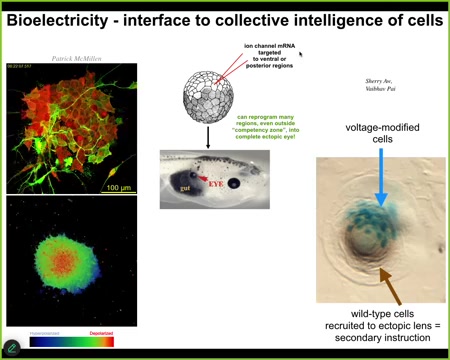 Bioelectricity - interface to collective intelligence of cells
Patrick McMillen
100 µm
ion channel mRNA
targeted
to ventral or
posterior regions
can reprogram many
regions, even outside
"competency zone", into
complete ectopic eye!
gut
EYE
Sherry Aw,
Vaibhav Pai
voltage-modified
cells
wild-type cells
recruited to ectopic lens =
secondary instruction
Hyperpolarized
Depolarized